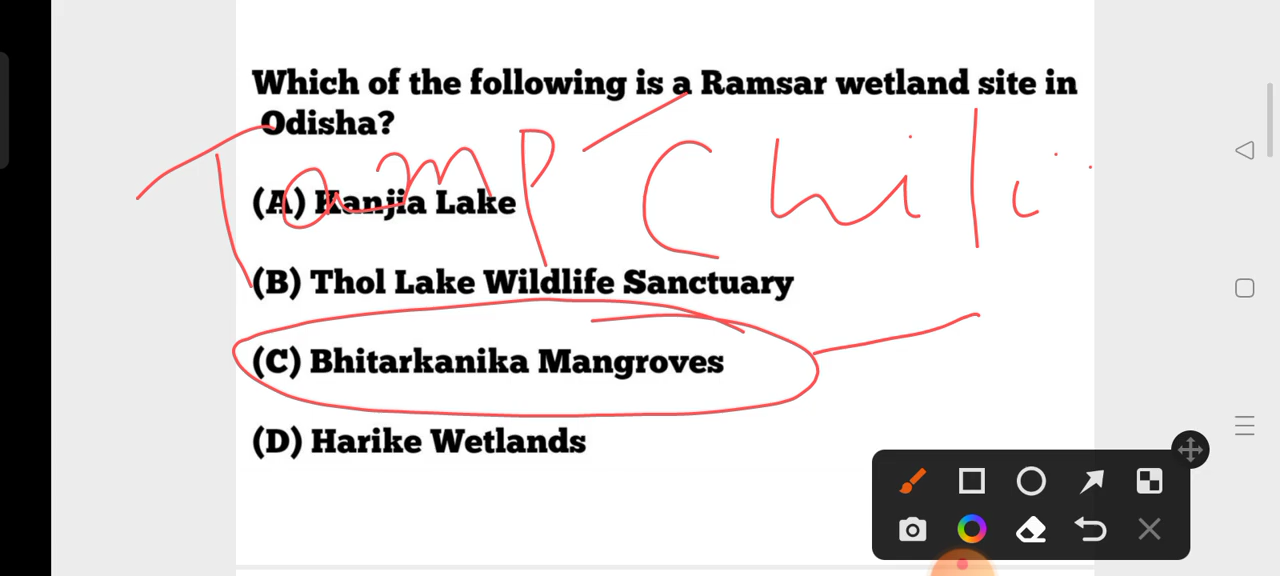 Which of the following is a Ramsar wetland site in
Odisha?
Tamp Chili
(A) Kanjia Lake
(B) Thol Lake Wildlife Sanctuary
(C) Bhitarkanika Mangroves
(D) Harike Wetlands